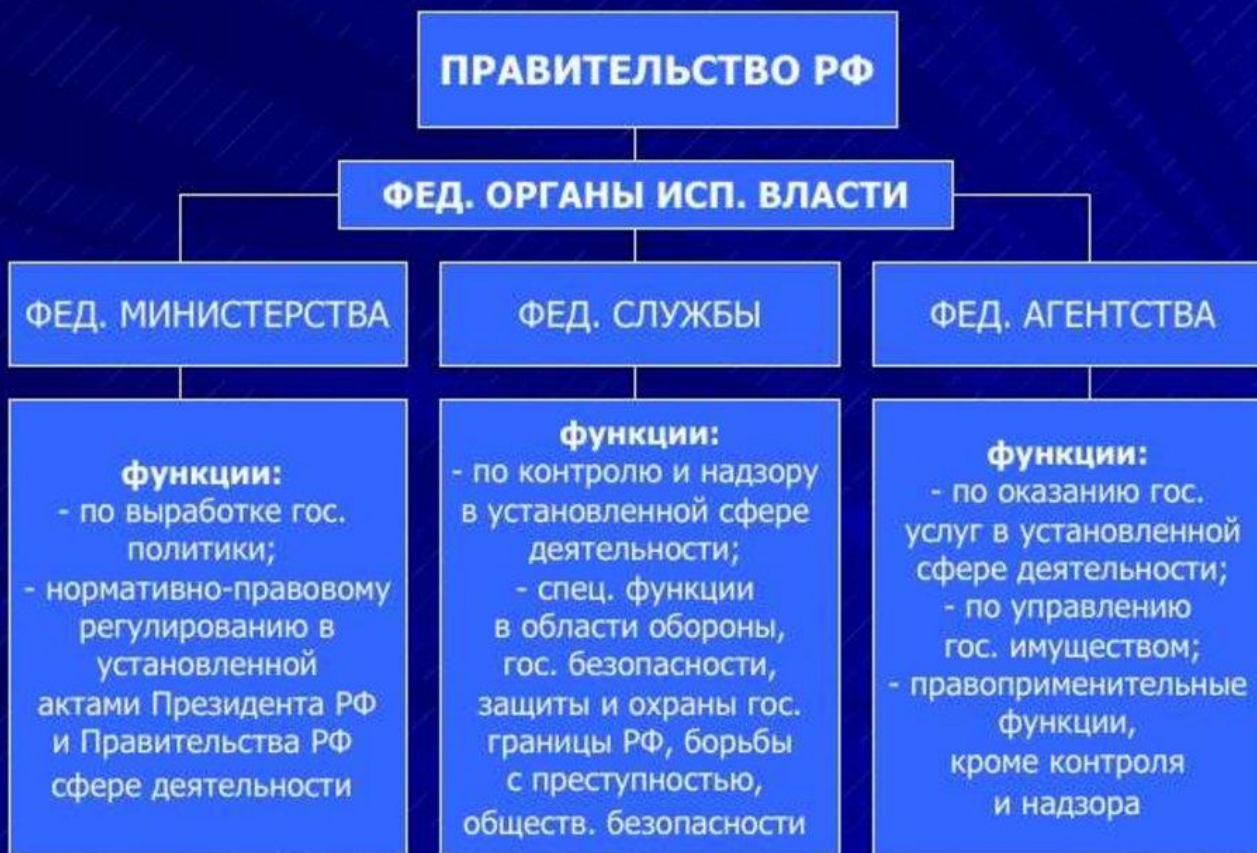 ПРАВИТЕЛЬСТВО РФ
ФЕД. ОРГАНЫ ИСП. ВЛАСТИ
ФЕД. МИНИСТЕРСТВА
ФЕД. СЛУЖБЫ
ФЕД. АГЕНТСТВА
функции:
- по выработке гос.
политики;
- нормативно-правовому
регулированию в
установленной
актами Президента РФ
и Правительства РФ
сфере деятельности
функции:
- по контролю и надзору
в установленной сфере
деятельности;
- спец. функции
в области обороны,
гос. безопасности,
защиты и охраны гос.
границы РФ, борьбы
с преступностью,
обществ. безопасности
функции:
- по оказанию гос.
услуг в установленной
сфере деятельности;
- по управлению
гос. имуществом;
- правоприменительные
функции,
кроме контроля
и надзора